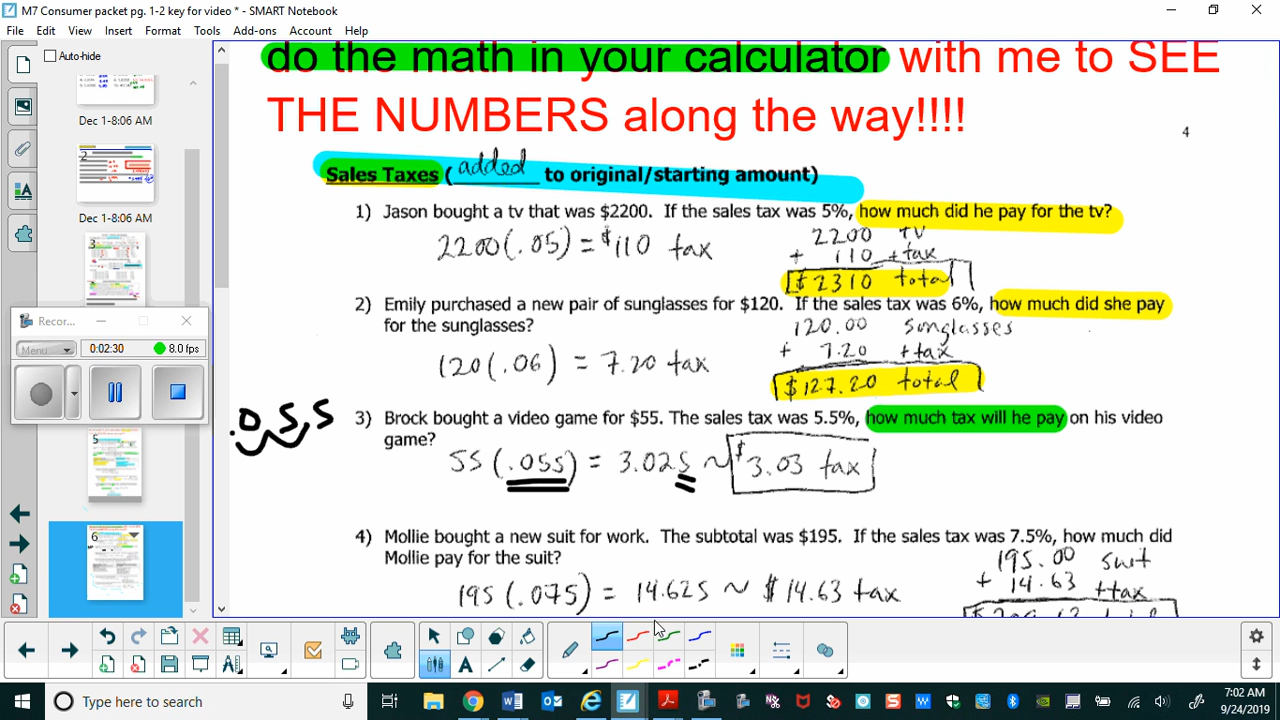 M7 Consumer packet pg. 1-2 key for video * - SMART Notebook
File Edit View Insert Format Tools Add-ons Account Help
Auto-hide
Dec 1-8:06 AM
2
Dec 1-8:06 AM
3
Recor...
Menu
0:02:30
8.0 fps
5
6
do the math in your calculator with me to SEE
THE NUMBERS along the way!!!!
4
Sales Taxes (added to original/starting amount)
1) Jason bought a tv that was $2200. If the sales tax was 5%, how much did he pay for the tv?
2200(.05) = $110 tax
2200 TV
+ 110 + tax
$2310 total
2) Emily purchased a new pair of sunglasses for $120. If the sales tax was 6%, how much did she pay
for the sunglasses?
120(.06) = 7.20 tax
120.00 sunglasses
+ 7.20 + tax
$127.20 total
.055
3) Brock bought a video game for $55. The sales tax was 5.5%, how much tax will he pay on his video
game?
55 (.055) = 3.025 ~ $3.03 tax
4) Mollie bought a new suit for work. The subtotal was $195. If the sales tax was 7.5%, how much did
Mollie pay for the suit?
195 (.075) = 14.625 ~ $14.63 tax
195.00 suit
+ 14.63 + tax
Type here to search
7:02 AM
9/24/2019